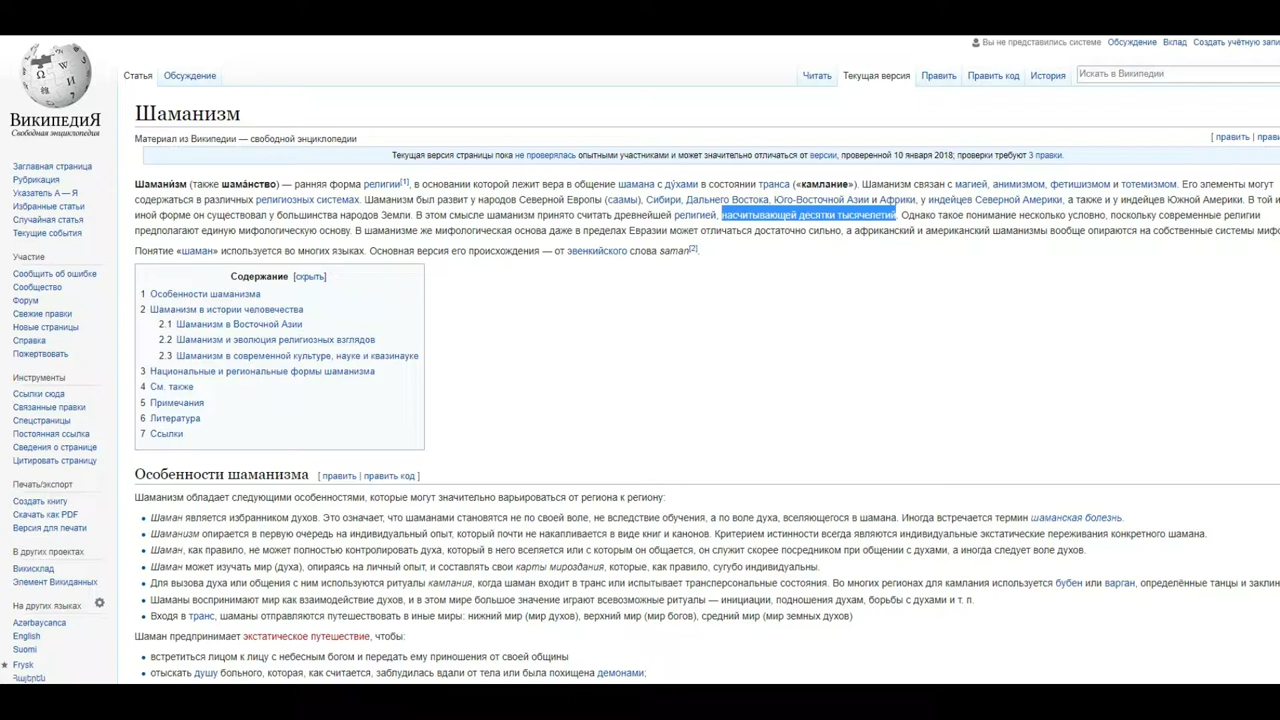 Вы не представились системе Обсуждение Вклад Создать учётную запи
Статья Обсуждение Читать Текущая версия Править Править код История Искать в Википедии
ВикипедиЯ
Свободная энциклопедия
Заглавная страница
Рубрикация
Указатель А — Я
Избранные статьи
Случайная статья
Текущие события
Участие
Сообщить об ошибке
Сообщество
Форум
Свежие правки
Новые страницы
Справка
Пожертвовать
Инструменты
Ссылки сюда
Связанные правки
Спецстраницы
Постоянная ссылка
Сведения о странице
Цитировать страницу
Печать/экспорт
Создать книгу
Скачать как PDF
Версия для печати
В других проектах
Викисклад
Элемент Викиданных
На других языках
Azərbaycanca
English
Suomi
Frysk
Հայերեն
Шаманизм
Материал из Википедии — свободной энциклопедии [ править | прави
Текущая версия страницы пока не проверялась опытными участниками и может значительно отличаться от версии, проверенной 10 января 2018; проверки требуют 3 правки.
Шамани́зм (также шама́нство) — ранняя форма религии[1], в основании которой лежит вера в общение шамана с ду́хами в состоянии транса («камлание»). Шаманизм связан с магией, анимизмом, фетишизмом и тотемизмом. Его элементы могут
содержаться в различных религиозных системах. Шаманизм был развит у народов Северной Европы (саамы), Сибири, Дальнего Востока, Юго-Восточной Азии и Африки, у индейцев Северной Америки, а также и у индейцев Южной Америки. В той и
иной форме он существовал у большинства народов Земли. В этом смысле шаманизм принято считать древнейшей религией, насчитывающей десятки тысячелетий. Однако такое понимание несколько условно, поскольку современные религии
предполагают единую мифологическую основу. В шаманизме же мифологическая основа даже в пределах Евразии может отличаться достаточно сильно, а африканский и американский шаманизмы вообще опираются на собственные системы мифо
Понятие «шаман» используется во многих языках. Основная версия его происхождения — от эвенкийского слова saman[2].
Содержание [скрыть]
1 Особенности шаманизма
2 Шаманизм в истории человечества
2.1 Шаманизм в Восточной Азии
2.2 Шаманизм и эволюция религиозных взглядов
2.3 Шаманизм в современной культуре, науке и квазинауке
3 Национальные и региональные формы шаманизма
4 См. также
5 Примечания
6 Литература
7 Ссылки
Особенности шаманизма [ править | править код ]
Шаманизм обладает следующими особенностями, которые могут значительно варьироваться от региона к региону:
• Шаман является избранником духов. Это означает, что шаманами становятся не по своей воле, не вследствие обучения, а по воле духа, вселяющегося в шамана. Иногда встречается термин шаманская болезнь.
• Шаманизм опирается в первую очередь на индивидуальный опыт, который почти не накапливается в виде книг и канонов. Критерием истинности всегда являются индивидуальные экстатические переживания конкретного шамана.
• Шаман, как правило, не может полностью контролировать духа, который в него вселяется или с которым он общается, он служит скорее посредником при общении с духами, а иногда следует воле духов.
• Шаман может изучать мир (духа), опираясь на личный опыт, и составлять свои карты мироздания, которые, как правило, сугубо индивидуальны.
• Для вызова духа или общения с ним используются ритуалы камлания, когда шаман входит в транс или испытывает трансперсональные состояния. Во многих регионах для камлания используется бубен или варган, определённые танцы и заклин
• Шаманы воспринимают мир как взаимодействие духов, и в этом мире большое значение играют всевозможные ритуалы — инициации, подношения духам, борьбы с духами и т. п.
• Входя в транс, шаманы отправляются путешествовать в иные миры: нижний мир (мир духов), верхний мир (мир богов), средний мир (мир земных духов)
Шаман предпринимает экстатическое путешествие, чтобы:
• встретиться лицом к лицу с небесным богом и передать ему приношения от своей общины
• отыскать душу больного, которая, как считается, заблудилась вдали от тела или была похищена демонами;